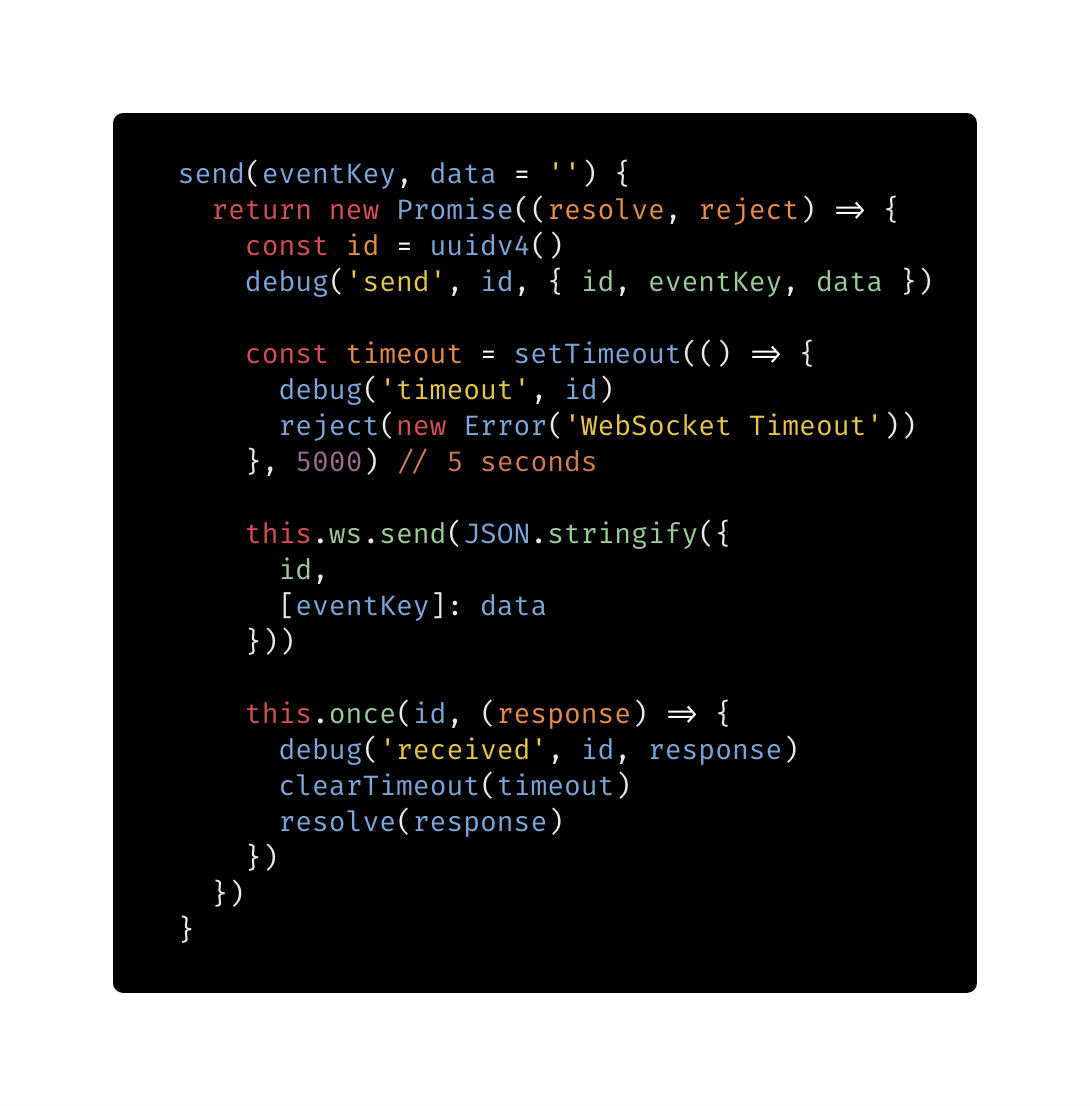 send(eventKey, data = '') {
  return new Promise((resolve, reject) => {
    const id = uuidv4()
    debug('send', id, { id, eventKey, data })

    const timeout = setTimeout(() => {
      debug('timeout', id)
      reject(new Error('WebSocket Timeout'))
    }, 5000) // 5 seconds

    this.ws.send(JSON.stringify({
      id,
      [eventKey]: data
    }))

    this.once(id, (response) => {
      debug('received', id, response)
      clearTimeout(timeout)
      resolve(response)
    })
  })
}